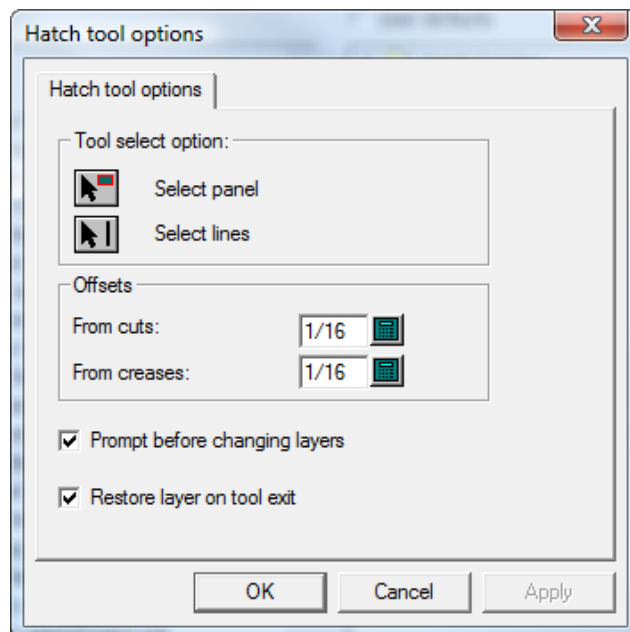 Hatch tool options
Hatch tool options
Tool select option:
Select panel
Select lines
Offsets
From cuts:
1/16
From creases:
1/16
Prompt before changing layers
Restore layer on tool exit
OK
Cancel
Apply